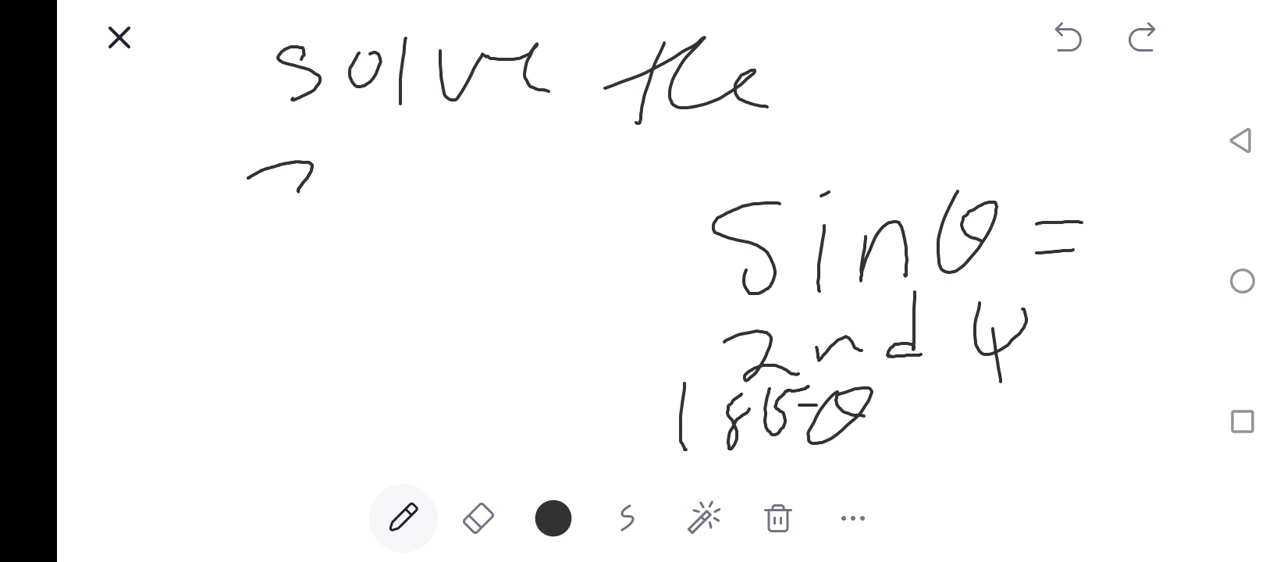 solve the
sinθ =
2nd 4
180-θ